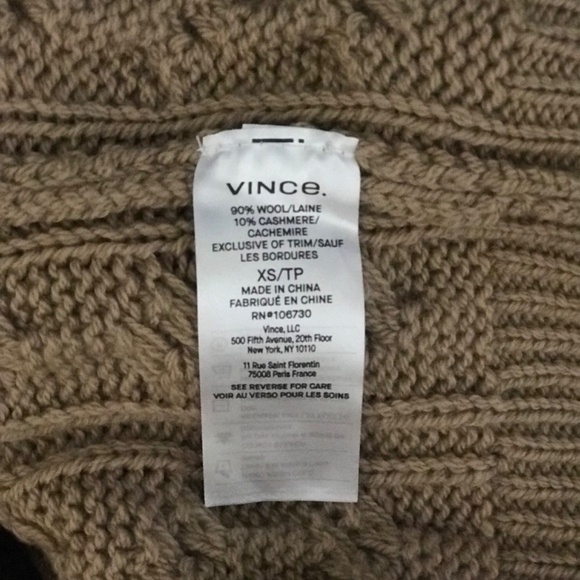 VINCE.
90% WOOL/LAINE
10% CASHMERE/
CACHEMIRE
EXCLUSIVE OF TRIM/SAUF
LES BORDURES
XS/TP
MADE IN CHINA
FABRIQUÉ EN CHINE
RN#106730
Vince, LLC
500 Fifth Avenue, 20th Floor
New York, NY 10110
11 Rue Saint Florentin
75008 Paris France
SEE REVERSE FOR CARE
VOIR AU VERSO POUR LES SOINS